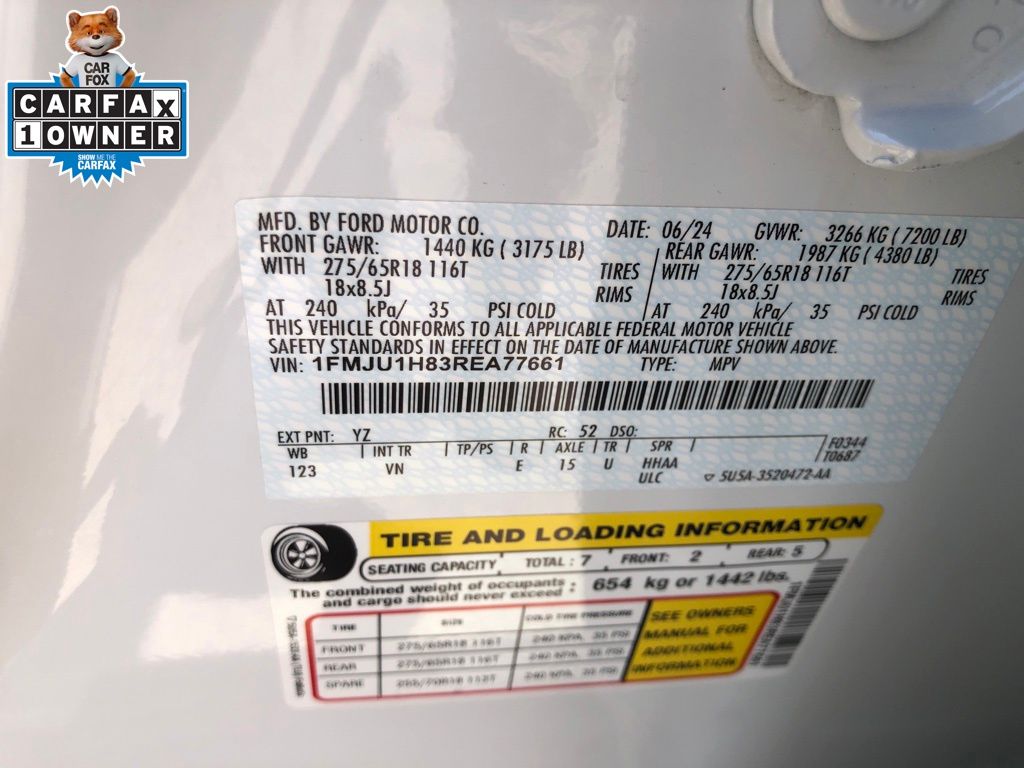 CAR
FOX
CARFAX
1 OWNER
SHOW ME THE
CARFAX
MFD. BY FORD MOTOR CO.
DATE: 06/24 GVWR: 3266 KG ( 7200 LB)
FRONT GAWR: 1440 KG ( 3175 LB)
REAR GAWR: 1987 KG ( 4380 LB)
WITH 275/65R18 116T TIRES
WITH 275/65R18 116T TIRES
18x8.5J RIMS
18x8.5J RIMS
AT 240 kPa/ 35 PSI COLD
AT 240 kPa/ 35 PSI COLD
THIS VEHICLE CONFORMS TO ALL APPLICABLE FEDERAL MOTOR VEHICLE
SAFETY STANDARDS IN EFFECT ON THE DATE OF MANUFACTURE SHOWN ABOVE.
VIN: 1FMJU1H83REA77661 TYPE: MPV
EXT PNT: YZ RC: 52 DSO:
WB INT TR TP/PS R AXLE TR SPR F0344
T0687
123 VN E 15 U HHAA
ULC 5U5A-3520472-AA
TIRE AND LOADING INFORMATION
SEATING CAPACITY TOTAL : 7 FRONT: 2 REAR: 5
The combined weight of occupants
and cargo should never exceed : 654 kg or 1442 lbs.
TIRE SIZE COLD TIRE PRESSURE
FRONT 275/65R18 116T 240 KPA, 35 PSI
REAR 275/65R18 116T 240 KPA, 35 PSI
SPARE
SEE OWNERS
MANUAL FOR
ADDITIONAL
INFORMATION